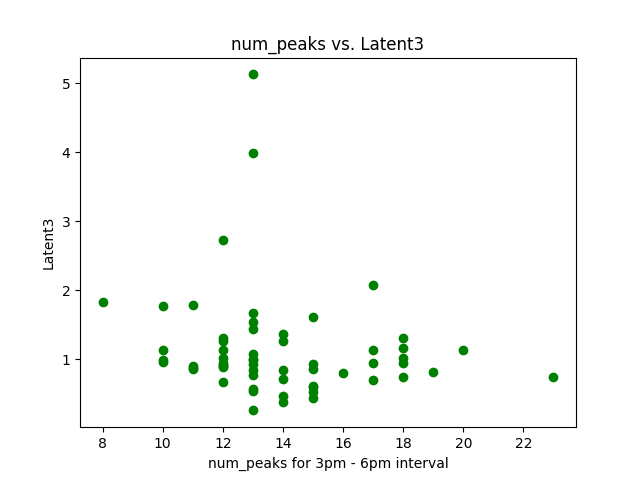 num_peaks vs. Latent3
5
4
3
2
1
Latent3
8 10 12 14 16 18 20 22
num_peaks for 3pm - 6pm interval